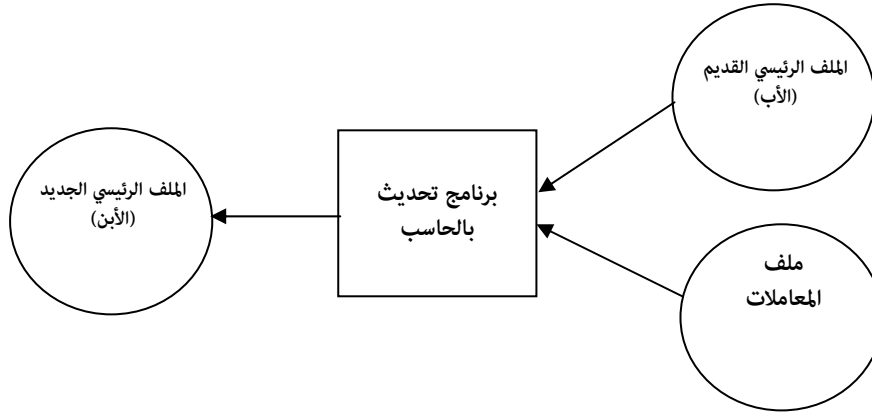 الملف الرئيسي القديم
(الأب)
برنامج تحديث
بالحاسب
الملف الرئيسي الجديد
(الأبن)
ملف
المعاملات